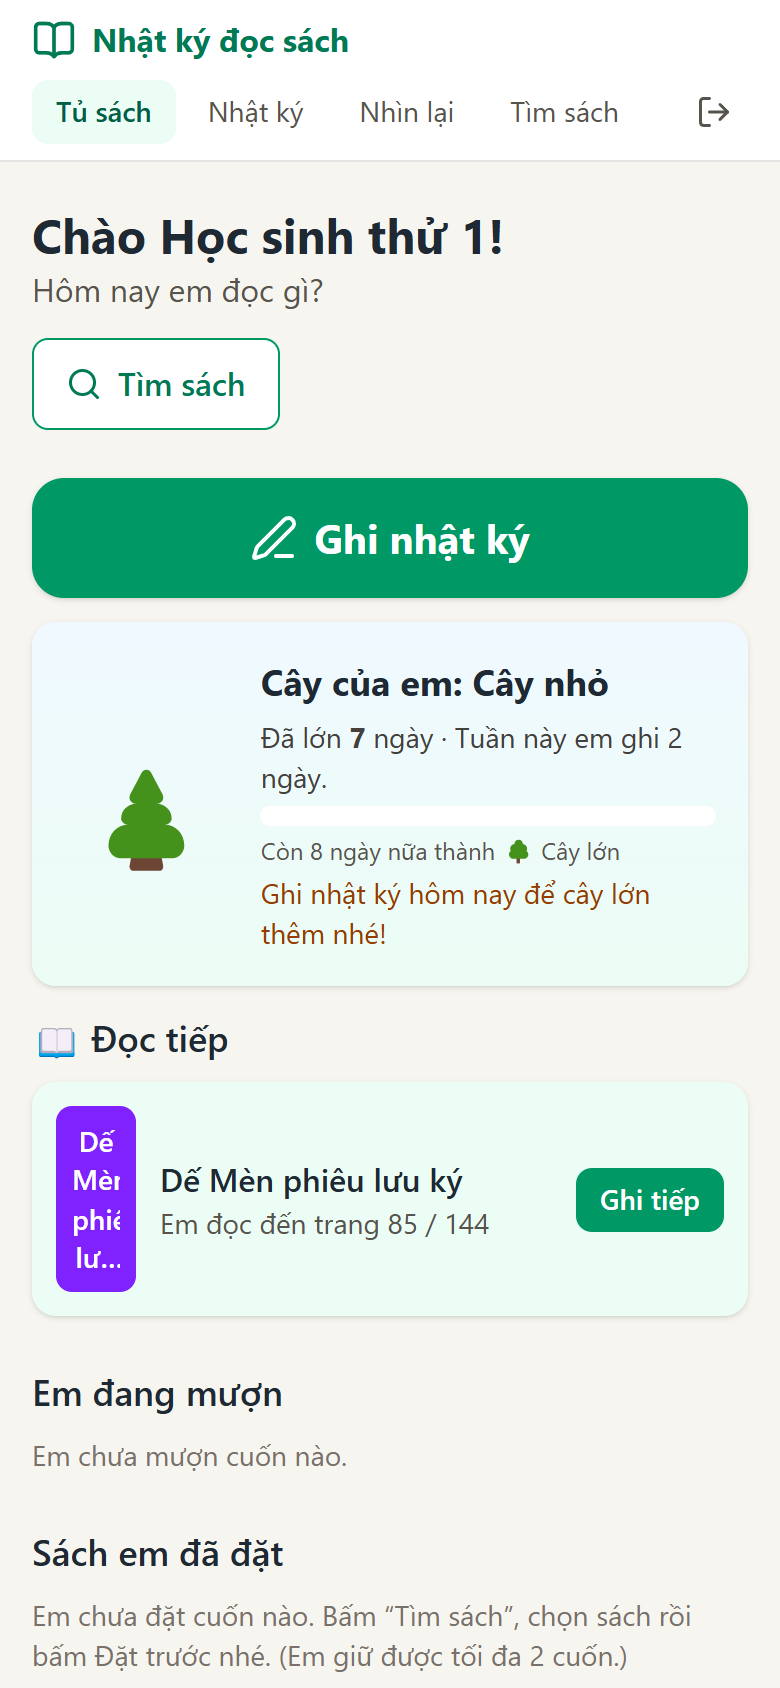 Nhật ký đọc sách
Tủ sách Nhật ký Nhìn lại Tìm sách
Chào Học sinh thử 1!
Hôm nay em đọc gì?
Tìm sách
Ghi nhật ký
Cây của em: Cây nhỏ
Đã lớn 7 ngày · Tuần này em ghi 2
ngày.
Còn 8 ngày nữa thành Cây lớn
Ghi nhật ký hôm nay để cây lớn
thêm nhé!
Đọc tiếp
Dế
Mèn
phiê
lư...
Dế Mèn phiêu lưu ký
Em đọc đến trang 85 / 144
Ghi tiếp
Em đang mượn
Em chưa mượn cuốn nào.
Sách em đã đặt
Em chưa đặt cuốn nào. Bấm “Tìm sách”, chọn sách rồi
bấm Đặt trước nhé. (Em giữ được tối đa 2 cuốn.)